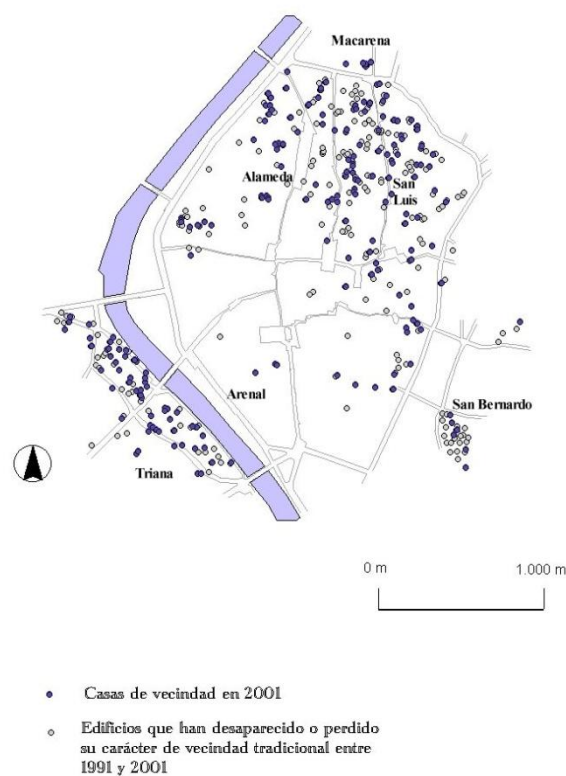 Macarena
Alameda
San
Luis
Arenal
San Bernardo
Triana
0 m
1.000 m
Casas de vecindad en 2001
Edificios que han desaparecido o perdido
su carácter de vecindad tradicional entre
1991 y 2001